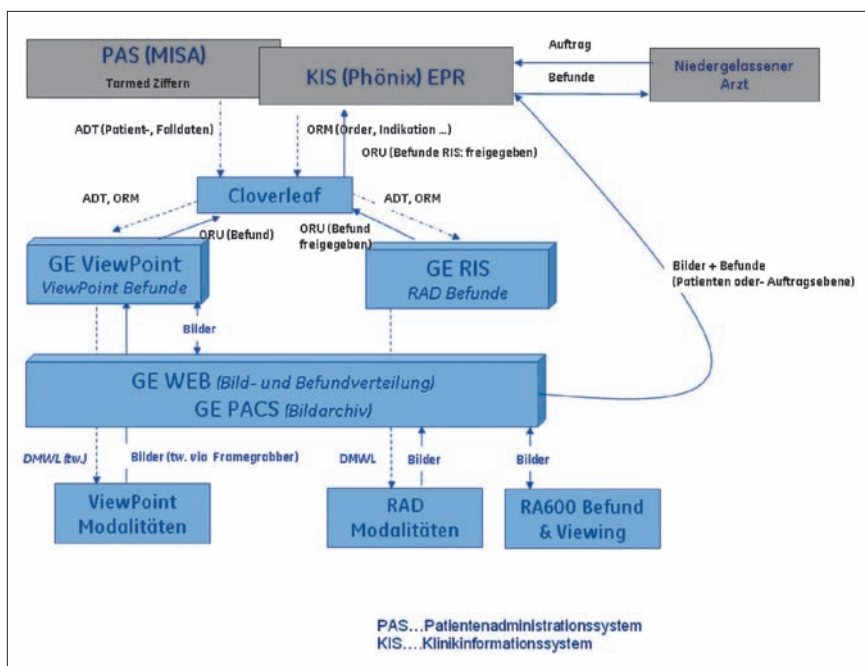 PAS (MISA)
Tarmed Ziffern
KIS (Phönix) EPR
Auftrag
Befunde
Niedergelassener
Arzt
ADT (Patient-, Falldaten)
ORM (Order, Indikation ...)
ORU (Befunde RIS: freigegeben)
Cloverleaf
ADT, ORM
ADT, ORM
ORU (Befund)
ORU (Befund
freigegeben)
GE ViewPoint
ViewPoint Befunde
GE RIS
RAD Befunde
Bilder + Befunde
(Patienten oder- Auftragsebene)
Bilder
GE WEB (Bild- und Befundverteilung)
GE PACS (Bildarchiv)
DMWL (tw.)
Bilder (tw. via Framegrabber)
DMWL
Bilder
Bilder
ViewPoint
Modalitäten
RAD
Modalitäten
RA600 Befund
& Viewing
PAS...Patientenadministrationssystem
KIS....Klinikinformationssystem